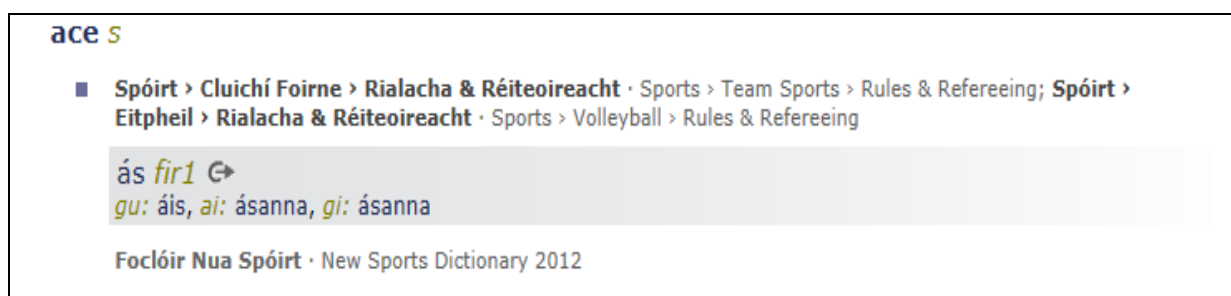 ace s
Spóirt › Cluichí Foirne › Rialacha & Réiteoireacht · Sports › Team Sports › Rules & Refereeing; Spóirt ›
Eitpheil › Rialacha & Réiteoireacht · Sports › Volleyball › Rules & Refereeing
ás fir1
gu: áis, ai: ásanna, gi: ásanna
Foclóir Nua Spóirt · New Sports Dictionary 2012